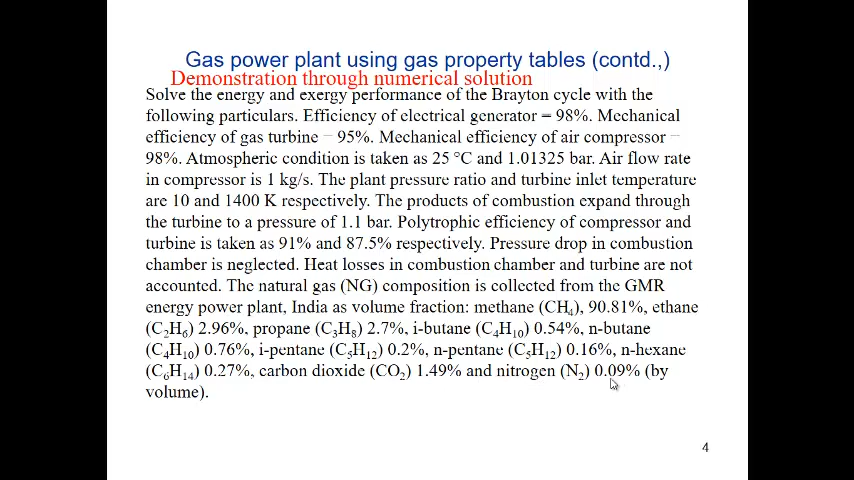 Gas power plant using gas property tables (contd.,)
Demonstration through numerical solution
Solve the energy and exergy performance of the Brayton cycle with the
following particulars. Efficiency of electrical generator = 98%. Mechanical
efficiency of gas turbine = 95%. Mechanical efficiency of air compressor =
98%. Atmospheric condition is taken as 25 °C and 1.01325 bar. Air flow rate
in compressor is 1 kg/s. The plant pressure ratio and turbine inlet temperature
are 10 and 1400 K respectively. The products of combustion expand through
the turbine to a pressure of 1.1 bar. Polytrophic efficiency of compressor and
turbine is taken as 91% and 87.5% respectively. Pressure drop in combustion
chamber is neglected. Heat losses in combustion chamber and turbine are not
accounted. The natural gas (NG) composition is collected from the GMR
energy power plant, India as volume fraction: methane (CH₄), 90.81%, ethane
(C₂H₆) 2.96%, propane (C₃H₈) 2.7%, i-butane (C₄H₁₀) 0.54%, n-butane
(C₄H₁₀) 0.76%, i-pentane (C₅H₁₂) 0.2%, n-pentane (C₅H₁₂) 0.16%, n-hexane
(C₆H₁₄) 0.27%, carbon dioxide (CO₂) 1.49% and nitrogen (N₂) 0.09% (by
volume).
4